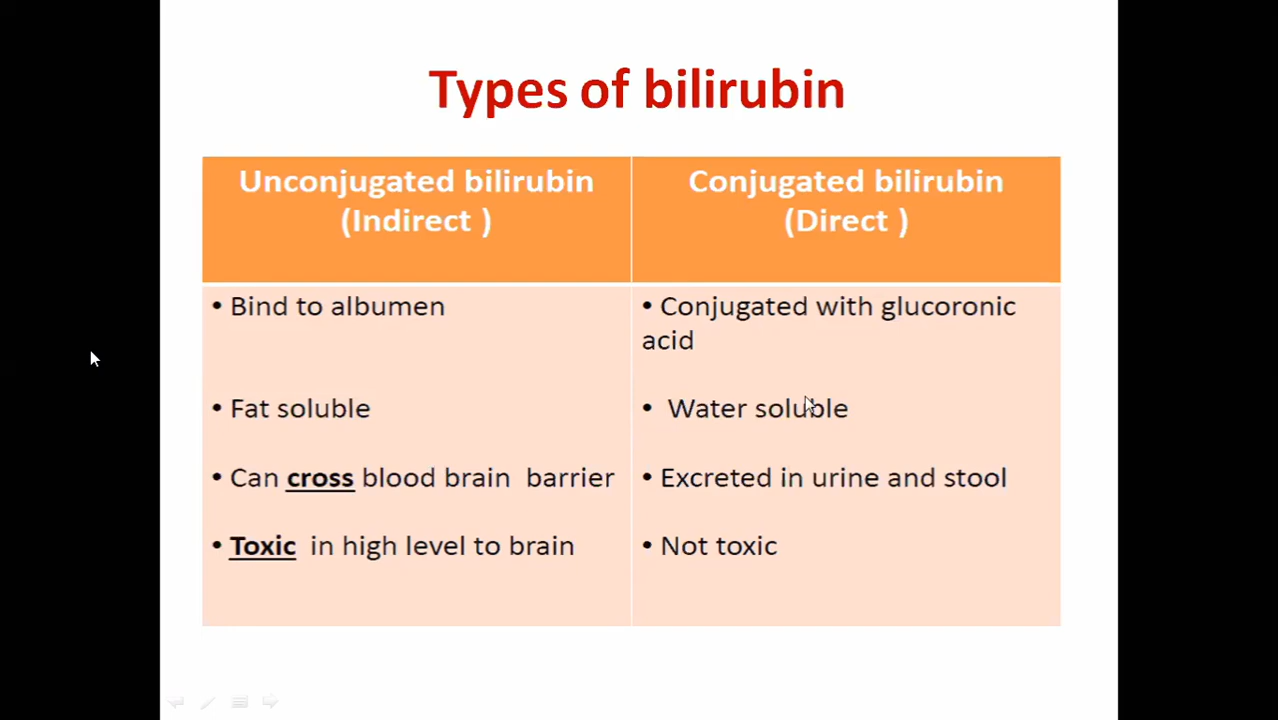 Types of bilirubin
Unconjugated bilirubin
(Indirect )
Conjugated bilirubin
(Direct )
• Bind to albumen
• Fat soluble
• Can cross blood brain barrier
• Toxic in high level to brain
• Conjugated with glucoronic
acid
• Water soluble
• Excreted in urine and stool
• Not toxic